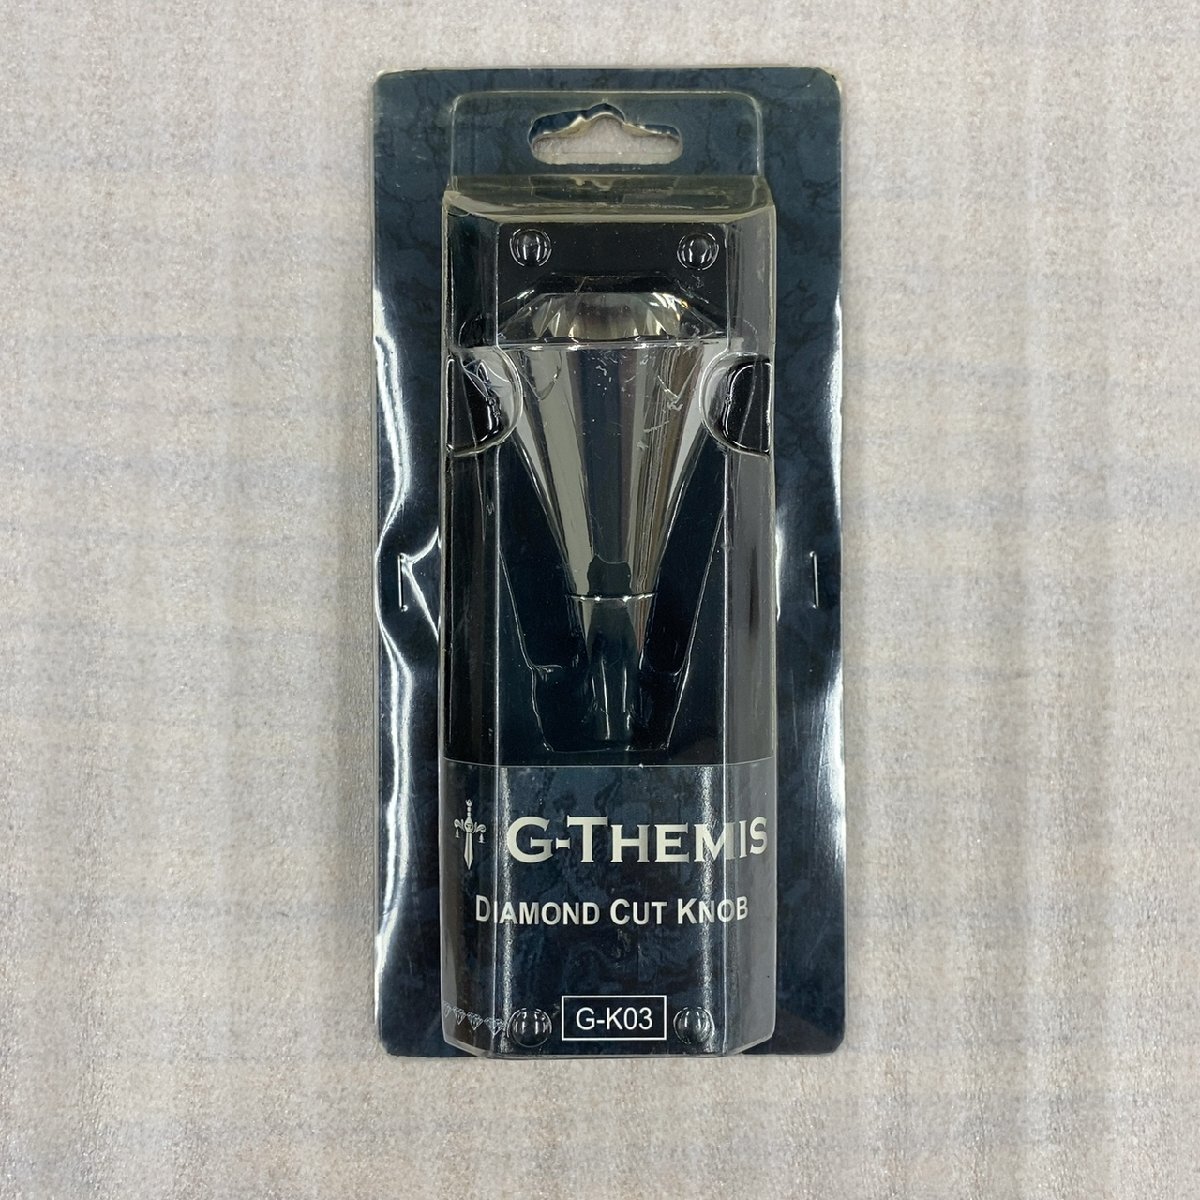 G-THEMIS
DIAMOND CUT KNOB
G-K03